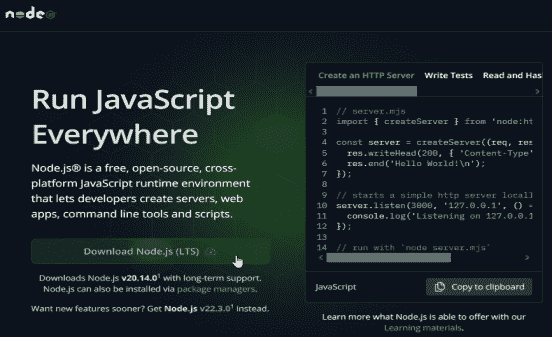 node
Run JavaScript
Everywhere
Node.js® is a free, open-source, cross-
platform JavaScript runtime environment
that lets developers create servers, web
apps, command line tools and scripts.
Download Node.js (LTS)
Downloads Node.js v20.14.0¹ with long-term support.
Node.js can also be installed via package managers.
Want new features sooner? Get Node.js v22.3.0¹ instead.
Create an HTTP Server Write Tests Read and Has
1 // server.mjs
2 import { createServer } from 'node:ht
3
4 const server = createServer((req, res
5 res.writeHead(200, { 'Content-Type'
6 res.end('Hello World!\n');
7 });
8
9 // starts a simple http server locall
10 server.listen(3000, '127.0.0.1', () =
11 console.log('Listening on 127.0.0.1
12 });
13
14 // run with `node server.mjs`
JavaScript
Copy to clipboard
Learn more what Node.js is able to offer with our
Learning materials.